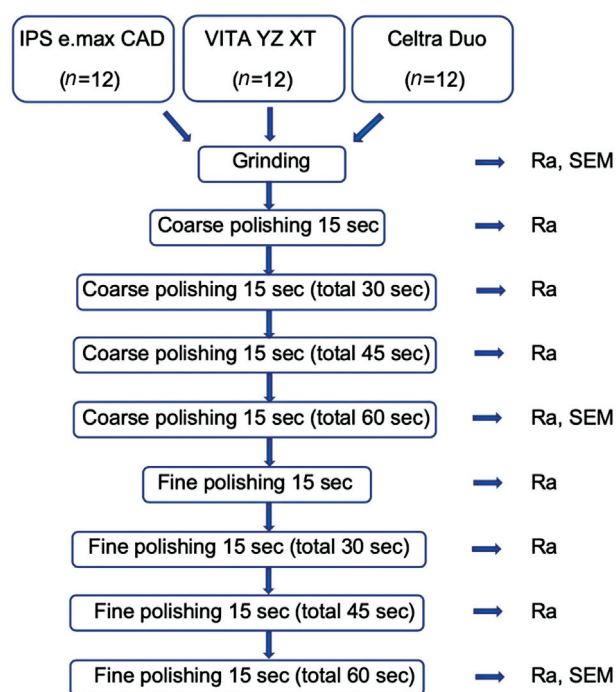 IPS e.max CAD
(n=12)
VITA YZ XT
(n=12)
Celtra Duo
(n=12)
Grinding
Ra, SEM
Coarse polishing 15 sec
Ra
Coarse polishing 15 sec (total 30 sec)
Ra
Coarse polishing 15 sec (total 45 sec)
Ra
Coarse polishing 15 sec (total 60 sec)
Ra, SEM
Fine polishing 15 sec
Ra
Fine polishing 15 sec (total 30 sec)
Ra
Fine polishing 15 sec (total 45 sec)
Ra
Fine polishing 15 sec (total 60 sec)
Ra, SEM